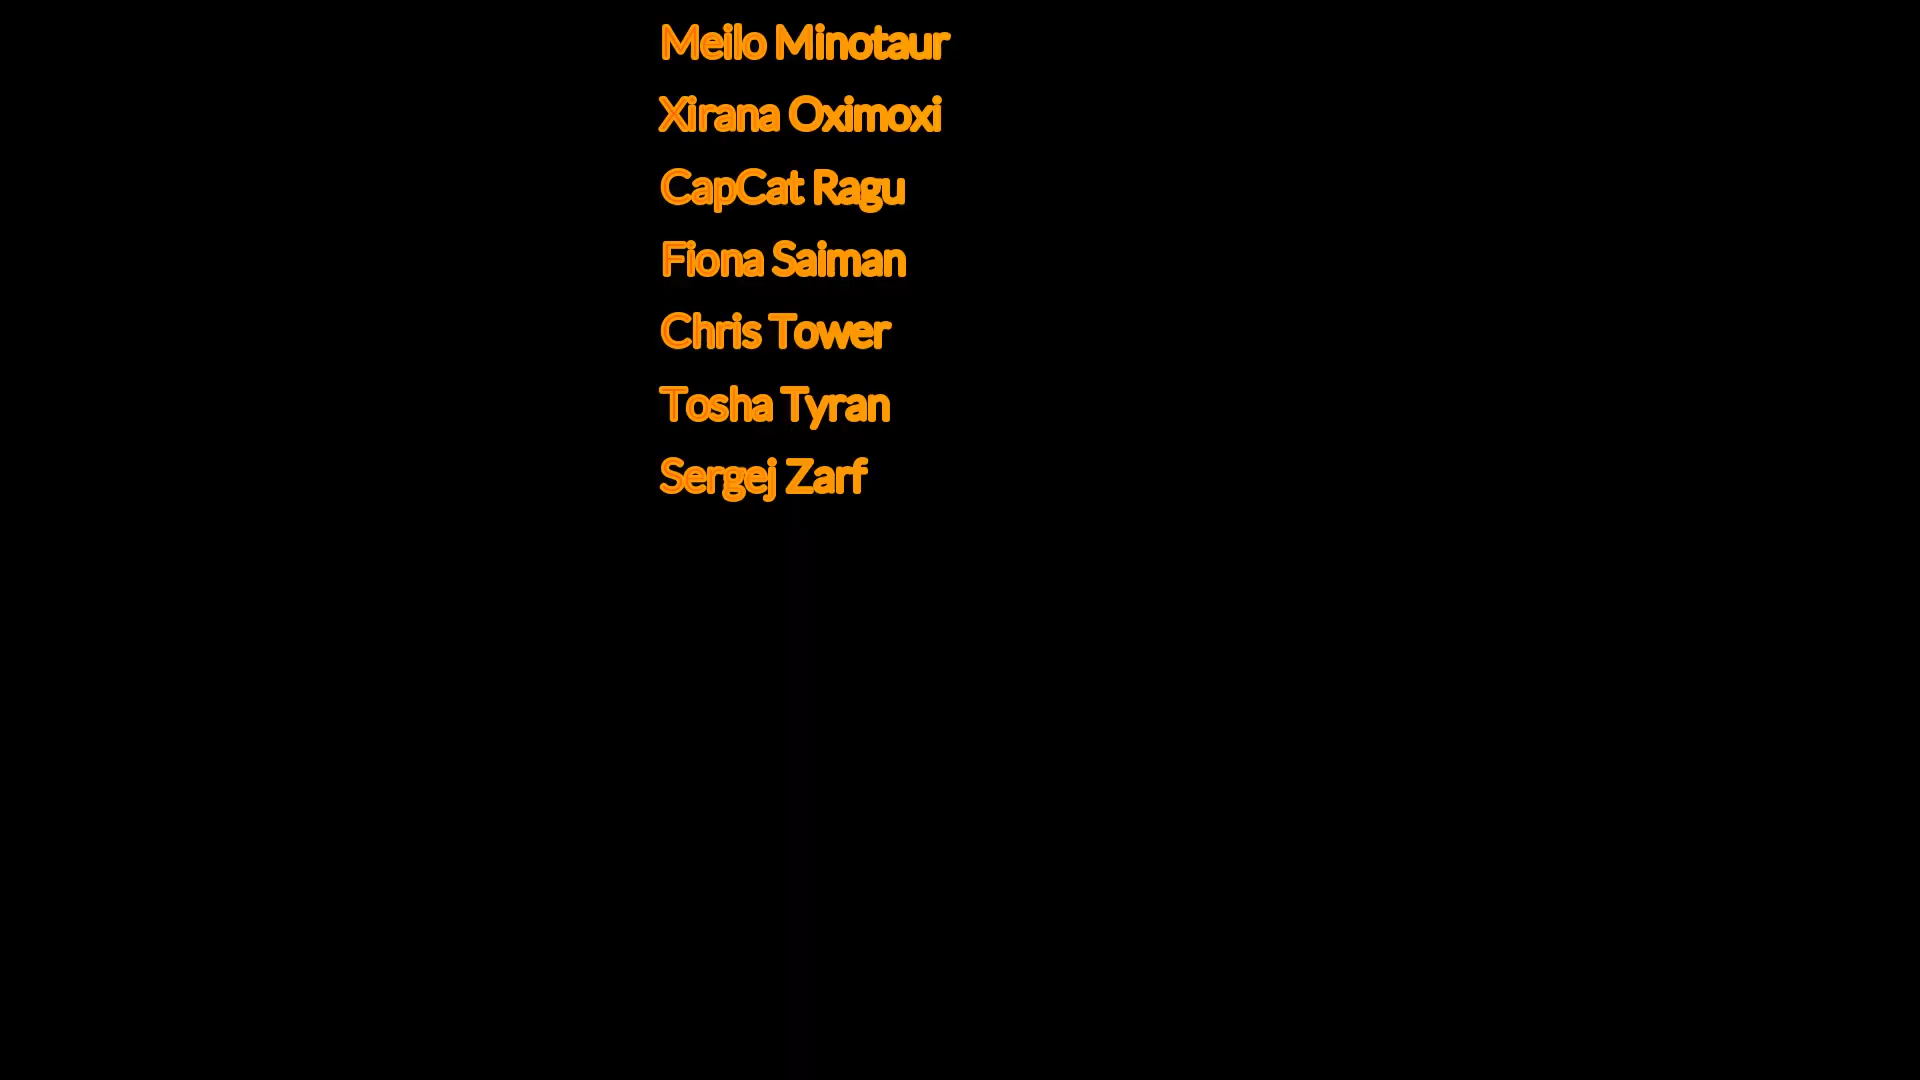 Meilo Minotaur
Xirana Oximoxi
CapCat Ragu
Fiona Saiman
Chris Tower
Tosha Tyran
Sergej Zarf